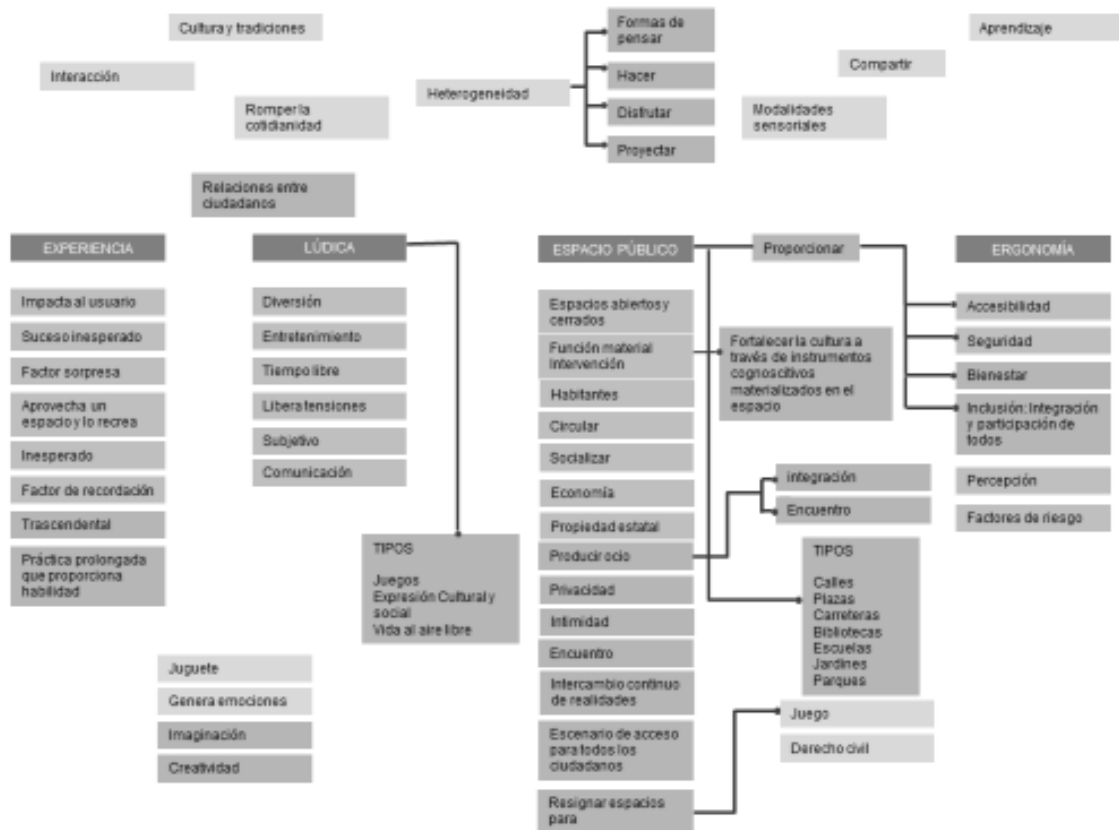 Cultura y tradiciones
Interacción
Romper la
cotidianidad
Heterogeneidad
Formas de
pensar
Hacer
Disfrutar
Proyectar
Compartir
Aprendizaje
Modalidades
sensoriales
Relaciones entre
ciudadanos
EXPERIENCIA
Impacta al usuario
Suceso inesperado
Factor sorpresa
Aprovecha un
espacio y lo recrea
Inesperado
Factor de recordación
Trascendental
Práctica prolongada
que proporciona
habilidad
LÚDICA
Diversión
Entretenimiento
Tiempo libre
Libera tensiones
Subjetivo
Comunicación
TIPOS
Juegos
Expresión Cultural y
social
Vida al aire libre
Juguete
Genera emociones
Imaginación
Creatividad
ESPACIO PÚBLICO
Espacios abiertos y
cerrados
Función material
Intervención
Habitantes
Circular
Socializar
Economía
Propiedad estatal
Producir ocio
Privacidad
Intimidad
Encuentro
Intercambio continuo
de realidades
Escenario de acceso
para todos los
ciudadanos
Resignar espacios
para
Proporcionar
Fortalecer la cultura a
través de instrumentos
cognoscitivos
materializados en el
espacio
integración
Encuentro
TIPOS
Calles
Plazas
Carreteras
Bibliotecas
Escuelas
Jardines
Parques
Juego
Derecho civil
ERGONOMÍA
Accesibilidad
Seguridad
Bienestar
Inclusión: Integración
y participación de
todos
Percepción
Factores de riesgo